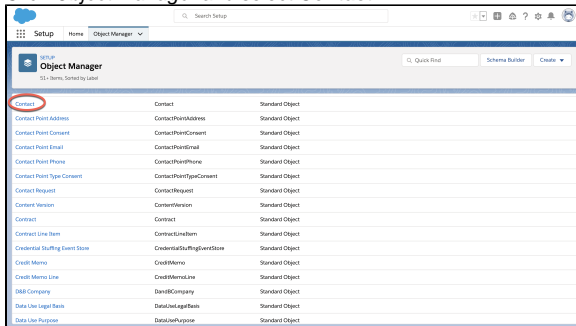 Search Setup
Setup Home Object Manager
SETUP
Object Manager
51+ Items, Sorted by Label
Quick Find
Schema Builder
Create
Contact Contact Standard Object
Contact Point Address ContactPointAddress Standard Object
Contact Point Consent ContactPointConsent Standard Object
Contact Point Email ContactPointEmail Standard Object
Contact Point Phone ContactPointPhone Standard Object
Contact Point Type Consent ContactPointTypeConsent Standard Object
Contact Request ContactRequest Standard Object
Content Version ContentVersion Standard Object
Contract Contract Standard Object
Contract Line Item ContractLineItem Standard Object
Credential Stuffing Event Store CredentialStuffingEventStore Standard Object
Credit Memo CreditMemo Standard Object
Credit Memo Line CreditMemoLine Standard Object
D&B Company DandBCompany Standard Object
Data Use Legal Basis DataUseLegalBasis Standard Object
Data Use Purpose DataUsePurpose Standard Object